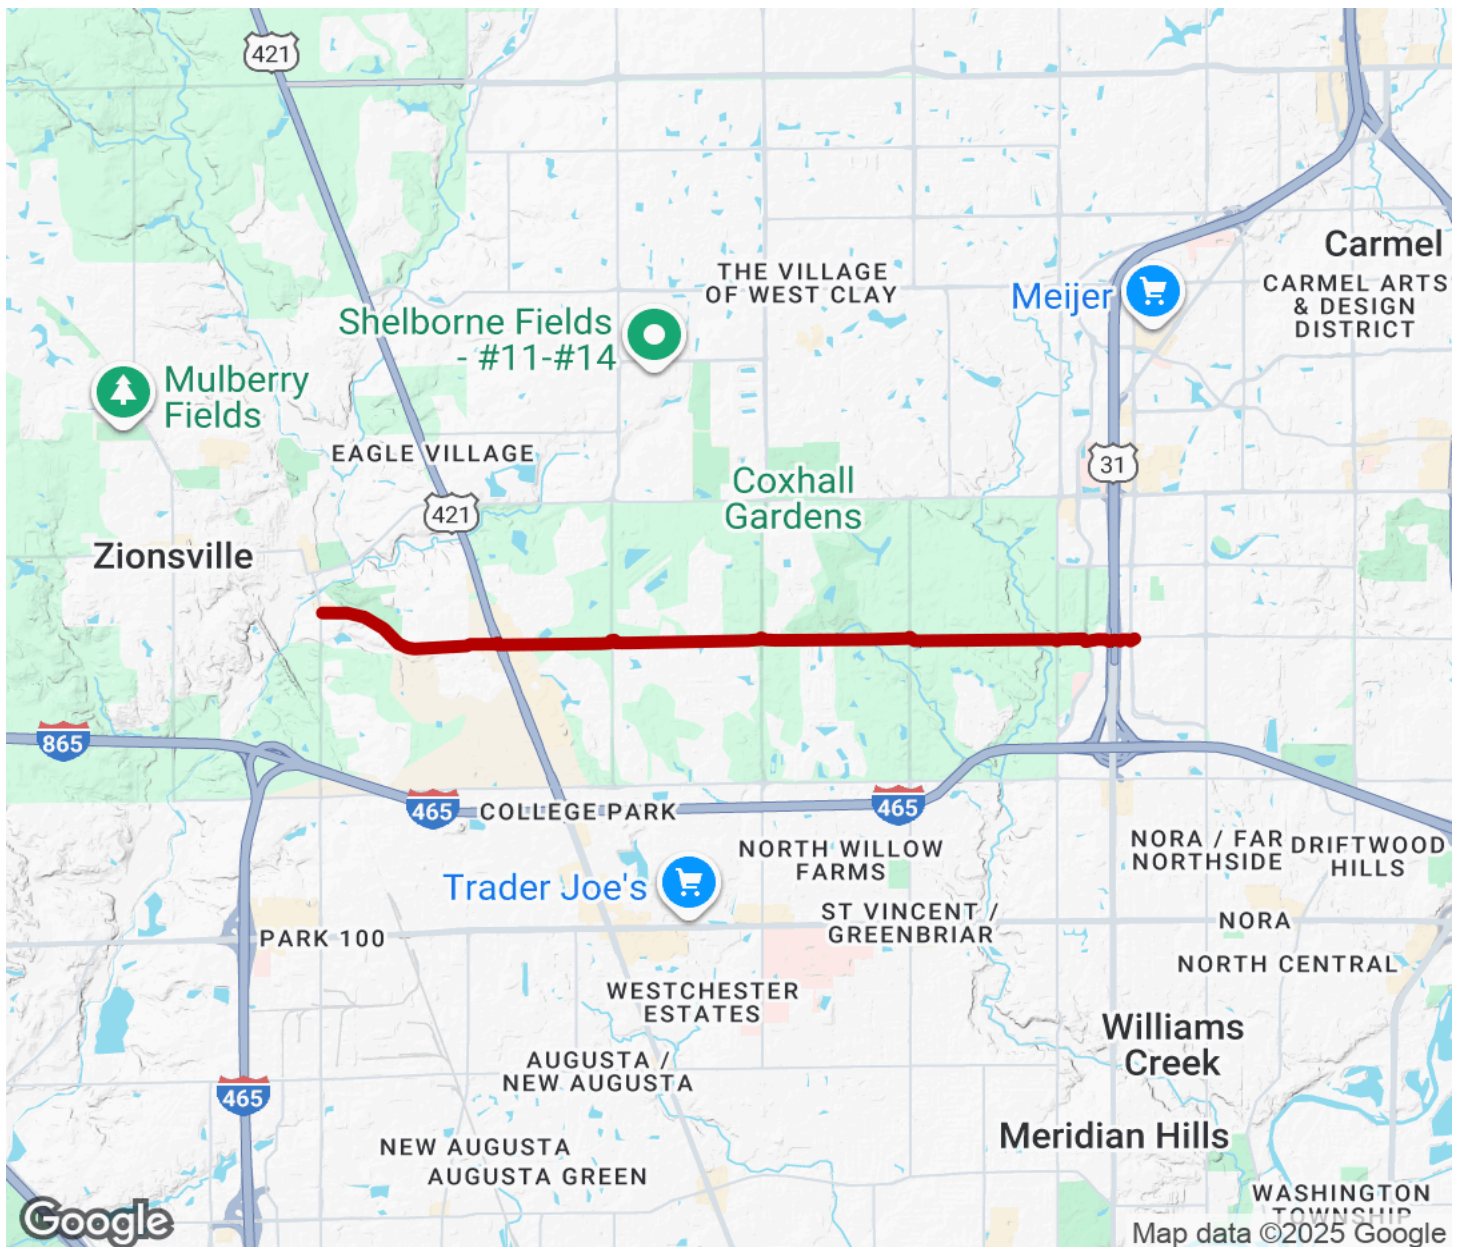 421
Carmel
CARMEL ARTS
& DESIGN
DISTRICT
THE VILLAGE
OF WEST CLAY
Meijer
Shelborne Fields
- #11-#14
Mulberry
Fields
EAGLE VILLAGE
31
Coxhall
Gardens
421
Zionsville
865
465
COLLEGE PARK
465
NORTH WILLOW
FARMS
NORA / FAR
NORTHSIDE
DRIFTWOOD
HILLS
Trader Joe's
ST VINCENT /
GREENBRIAR
NORA
PARK 100
NORTH CENTRAL
WESTCHESTER
ESTATES
Williams
Creek
AUGUSTA /
NEW AUGUSTA
465
Meridian Hills
NEW AUGUSTA
AUGUSTA GREEN
WASHINGTON
TOWNSHIP
Google
Map data ©2025 Google